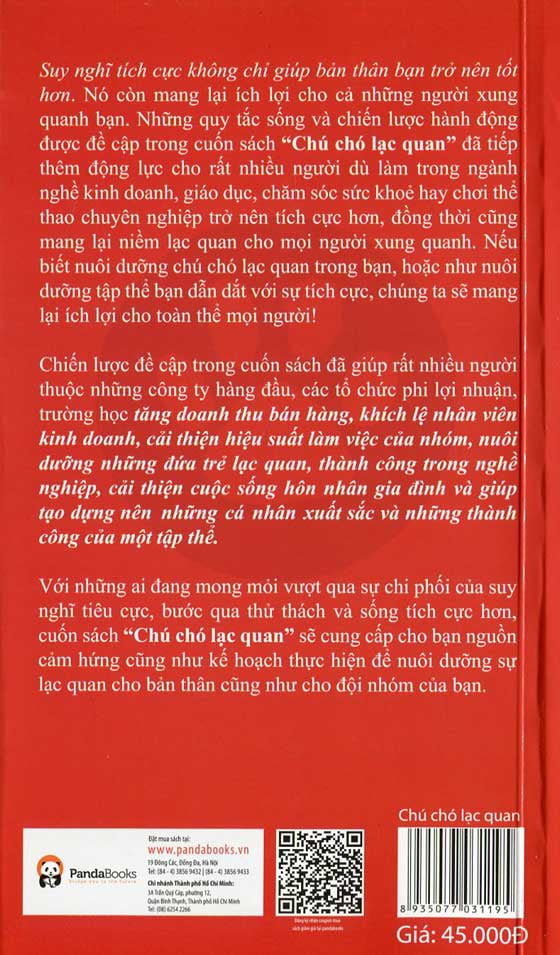 Suy nghĩ tích cực không chỉ giúp bản thân bạn trở nên tốt
hơn. Nó còn mang lại ích lợi cho cả những người xung
quanh bạn. Những quy tắc sống và chiến lược hành động
được đề cập trong cuốn sách “Chú chó lạc quan” đã tiếp
thêm động lực cho rất nhiều người dù làm trong ngành
nghề kinh doanh, giáo dục, chăm sóc sức khoẻ hay chơi thể
thao chuyên nghiệp trở nên tích cực hơn, đồng thời cũng
mang lại niềm lạc quan cho mọi người xung quanh. Nếu
biết nuôi dưỡng chú chó lạc quan trong bạn, hoặc như nuôi
dưỡng tập thể bạn dẫn dắt với sự tích cực, chúng ta sẽ mang
lại ích lợi cho toàn thể mọi người!
Chiến lược đề cập trong cuốn sách đã giúp rất nhiều người
thuộc những công ty hàng đầu, các tổ chức phi lợi nhuận,
trường học tăng doanh thu bán hàng, khích lệ nhân viên
kinh doanh, cải thiện hiệu suất làm việc của nhóm, nuôi
dưỡng những đứa trẻ lạc quan, thành công trong nghề
nghiệp, cải thiện cuộc sống hôn nhân gia đình và giúp
tạo dựng nên những cá nhân xuất sắc và những thành
công của một tập thể.
Với những ai đang mong mỏi vượt qua sự chi phối của suy
nghĩ tiêu cực, bước qua thử thách và sống tích cực hơn,
cuốn sách “Chú chó lạc quan” sẽ cung cấp cho bạn nguồn
cảm hứng cũng như kế hoạch thực hiện để nuôi dưỡng sự
lạc quan cho bản thân cũng như cho đội nhóm của bạn.
PandaBooks
Đặt mua sách tại:
www.pandabooks.vn
19 Đông Các, Đống Đa, Hà Nội
Tel: (84 - 4) 3856 9432 | (84 - 4) 3856 9433
Chi nhánh Thành phố Hồ Chí Minh:
3A Trần Quý Cáp, phường 12,
Quận Bình Thạnh, Thành phố Hồ Chí Minh
Tel: (08) 6254 2266
Đăng ký nhận coupon mua
sách giảm giá tại pandabooks
Chú chó lạc quan
8 935077 031195
Giá: 45.000Đ